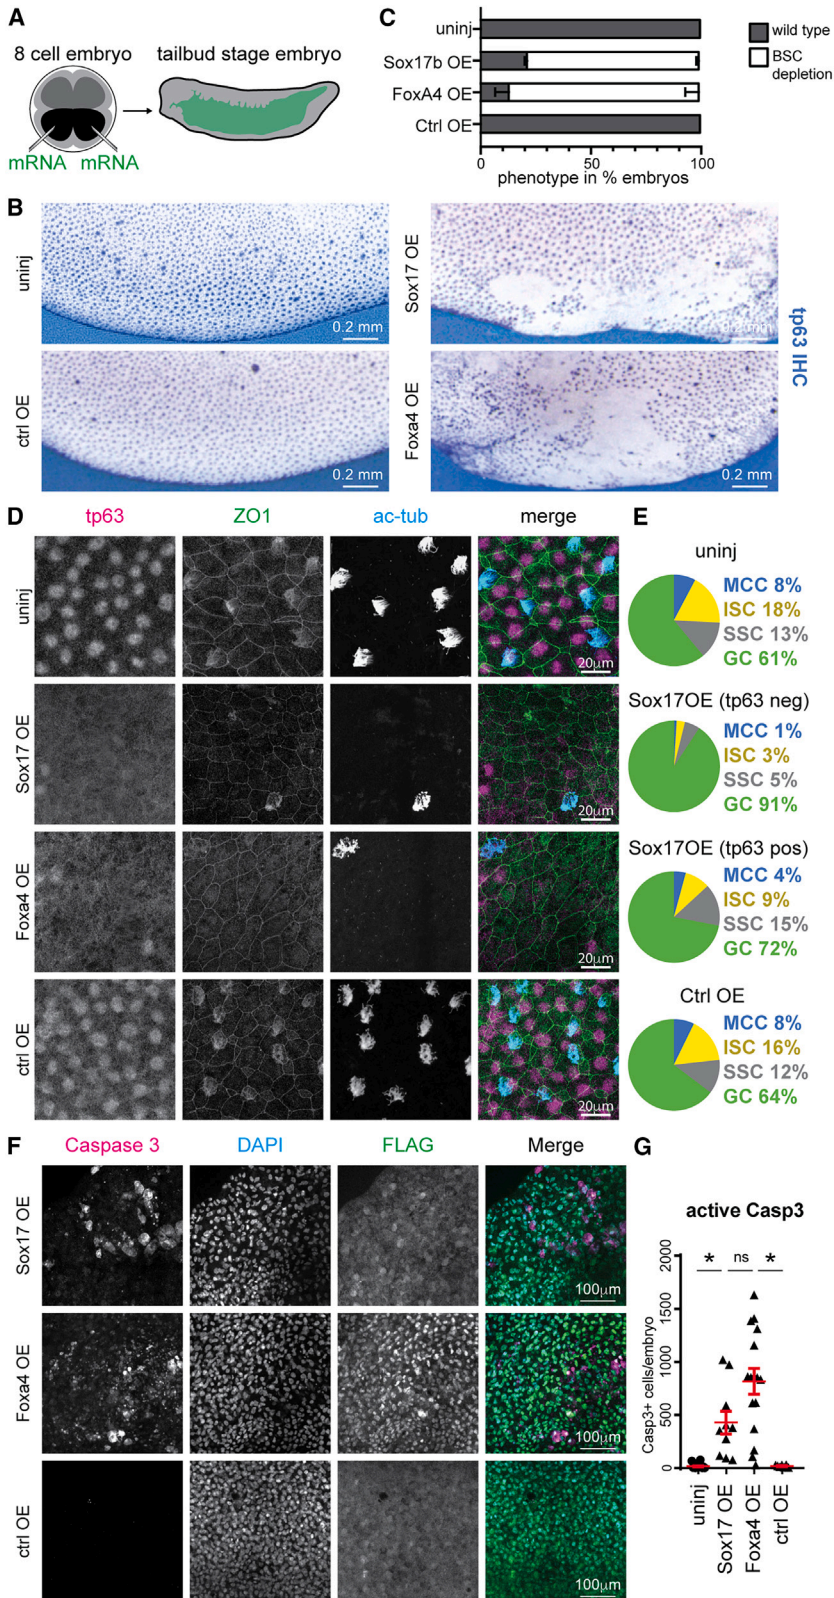 A
8 cell embryo
tailbud stage embryo
mRNA mRNA
C
uninj
Sox17b OE
FoxA4 OE
Ctrl OE
0 50 100
phenotype in % embryos
wild type
BSC
depletion
B
uninj
0.2 mm
Sox17 OE
0.2 mm
ctrl OE
0.2 mm
Foxa4 OE
0.2 mm
tp63 IHC
D
tp63 ZO1 ac-tub merge
uninj
20µm
Sox17 OE
20µm
Foxa4 OE
20µm
ctrl OE
20µm
E
uninj
MCC 8%
ISC 18%
SSC 13%
GC 61%
Sox17OE (tp63 neg)
MCC 1%
ISC 3%
SSC 5%
GC 91%
Sox17OE (tp63 pos)
MCC 4%
ISC 9%
SSC 15%
GC 72%
Ctrl OE
MCC 8%
ISC 16%
SSC 12%
GC 64%
F
Caspase 3 DAPI FLAG Merge
Sox17 OE
100µm
Foxa4 OE
100µm
ctrl OE
100µm
G
active Casp3
* ns *
2000
1500
1000
500
0
Casp3+ cells/embryo
uninj
Sox17 OE
Foxa4 OE
ctrl OE